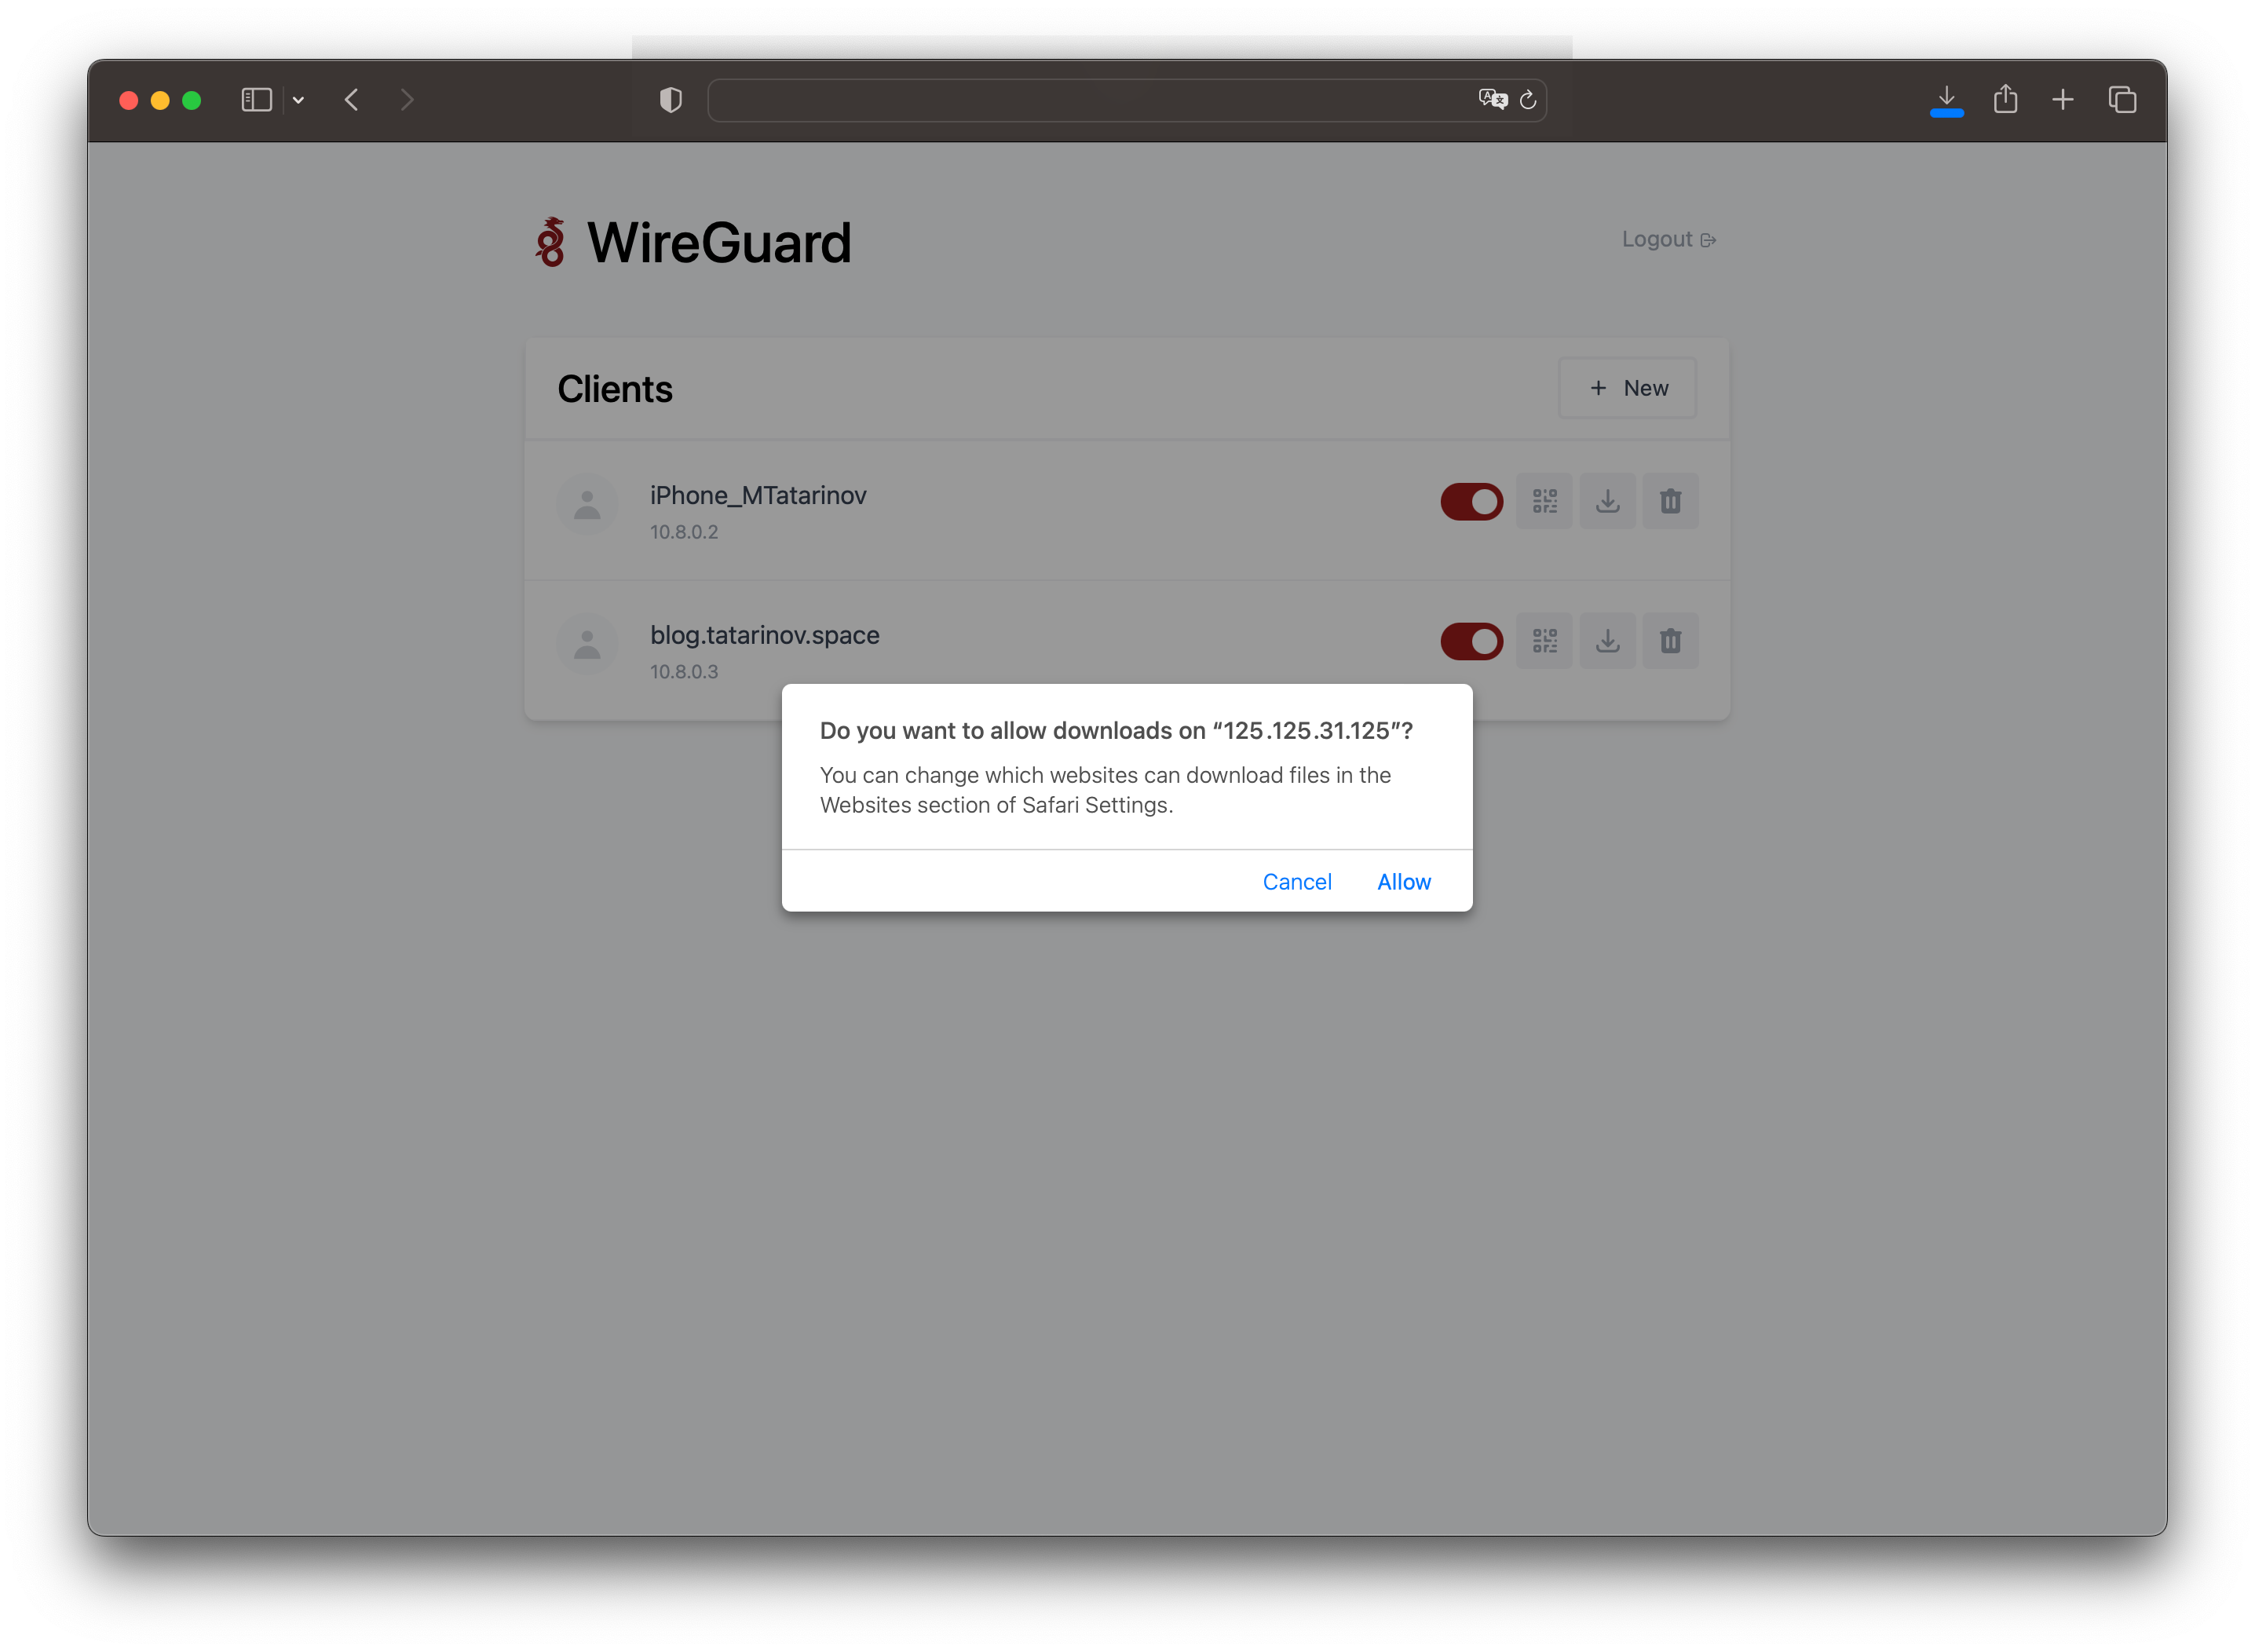 WireGuard
Logout
Clients
+ New
iPhone_MTatarinov
10.8.0.2
blog.tatarinov.space
10.8.0.3
Do you want to allow downloads on “125.125.31.125”?
You can change which websites can download files in the
Websites section of Safari Settings.
Cancel Allow